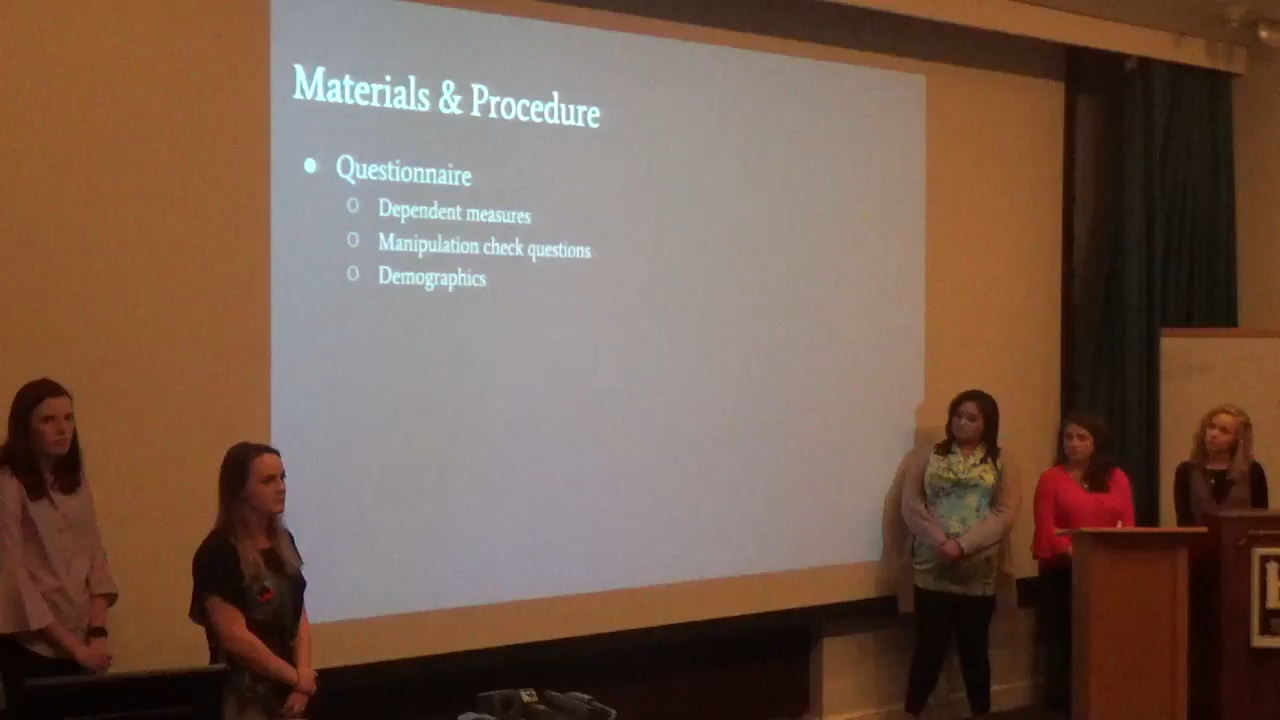 Materials & Procedure
● Questionnaire
o Dependent measures
o Manipulation check questions
o Demographics